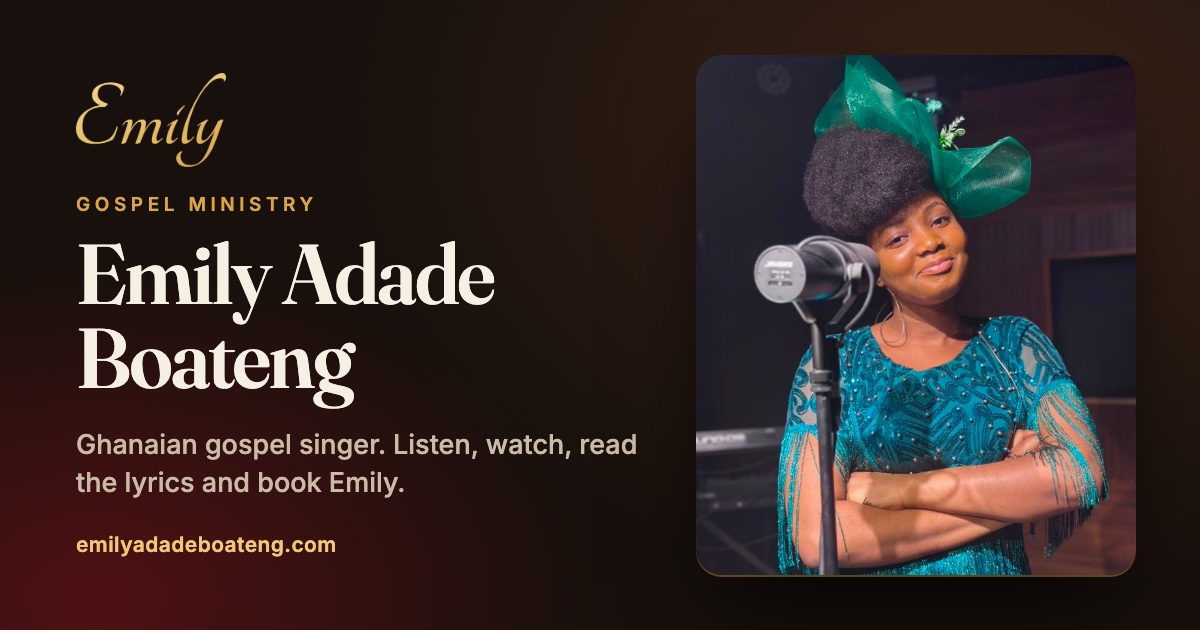 Emily
GOSPEL MINISTRY
Emily Adade
Boateng
Ghanaian gospel singer. Listen, watch, read
the lyrics and book Emily.
emilyadadeboateng.com